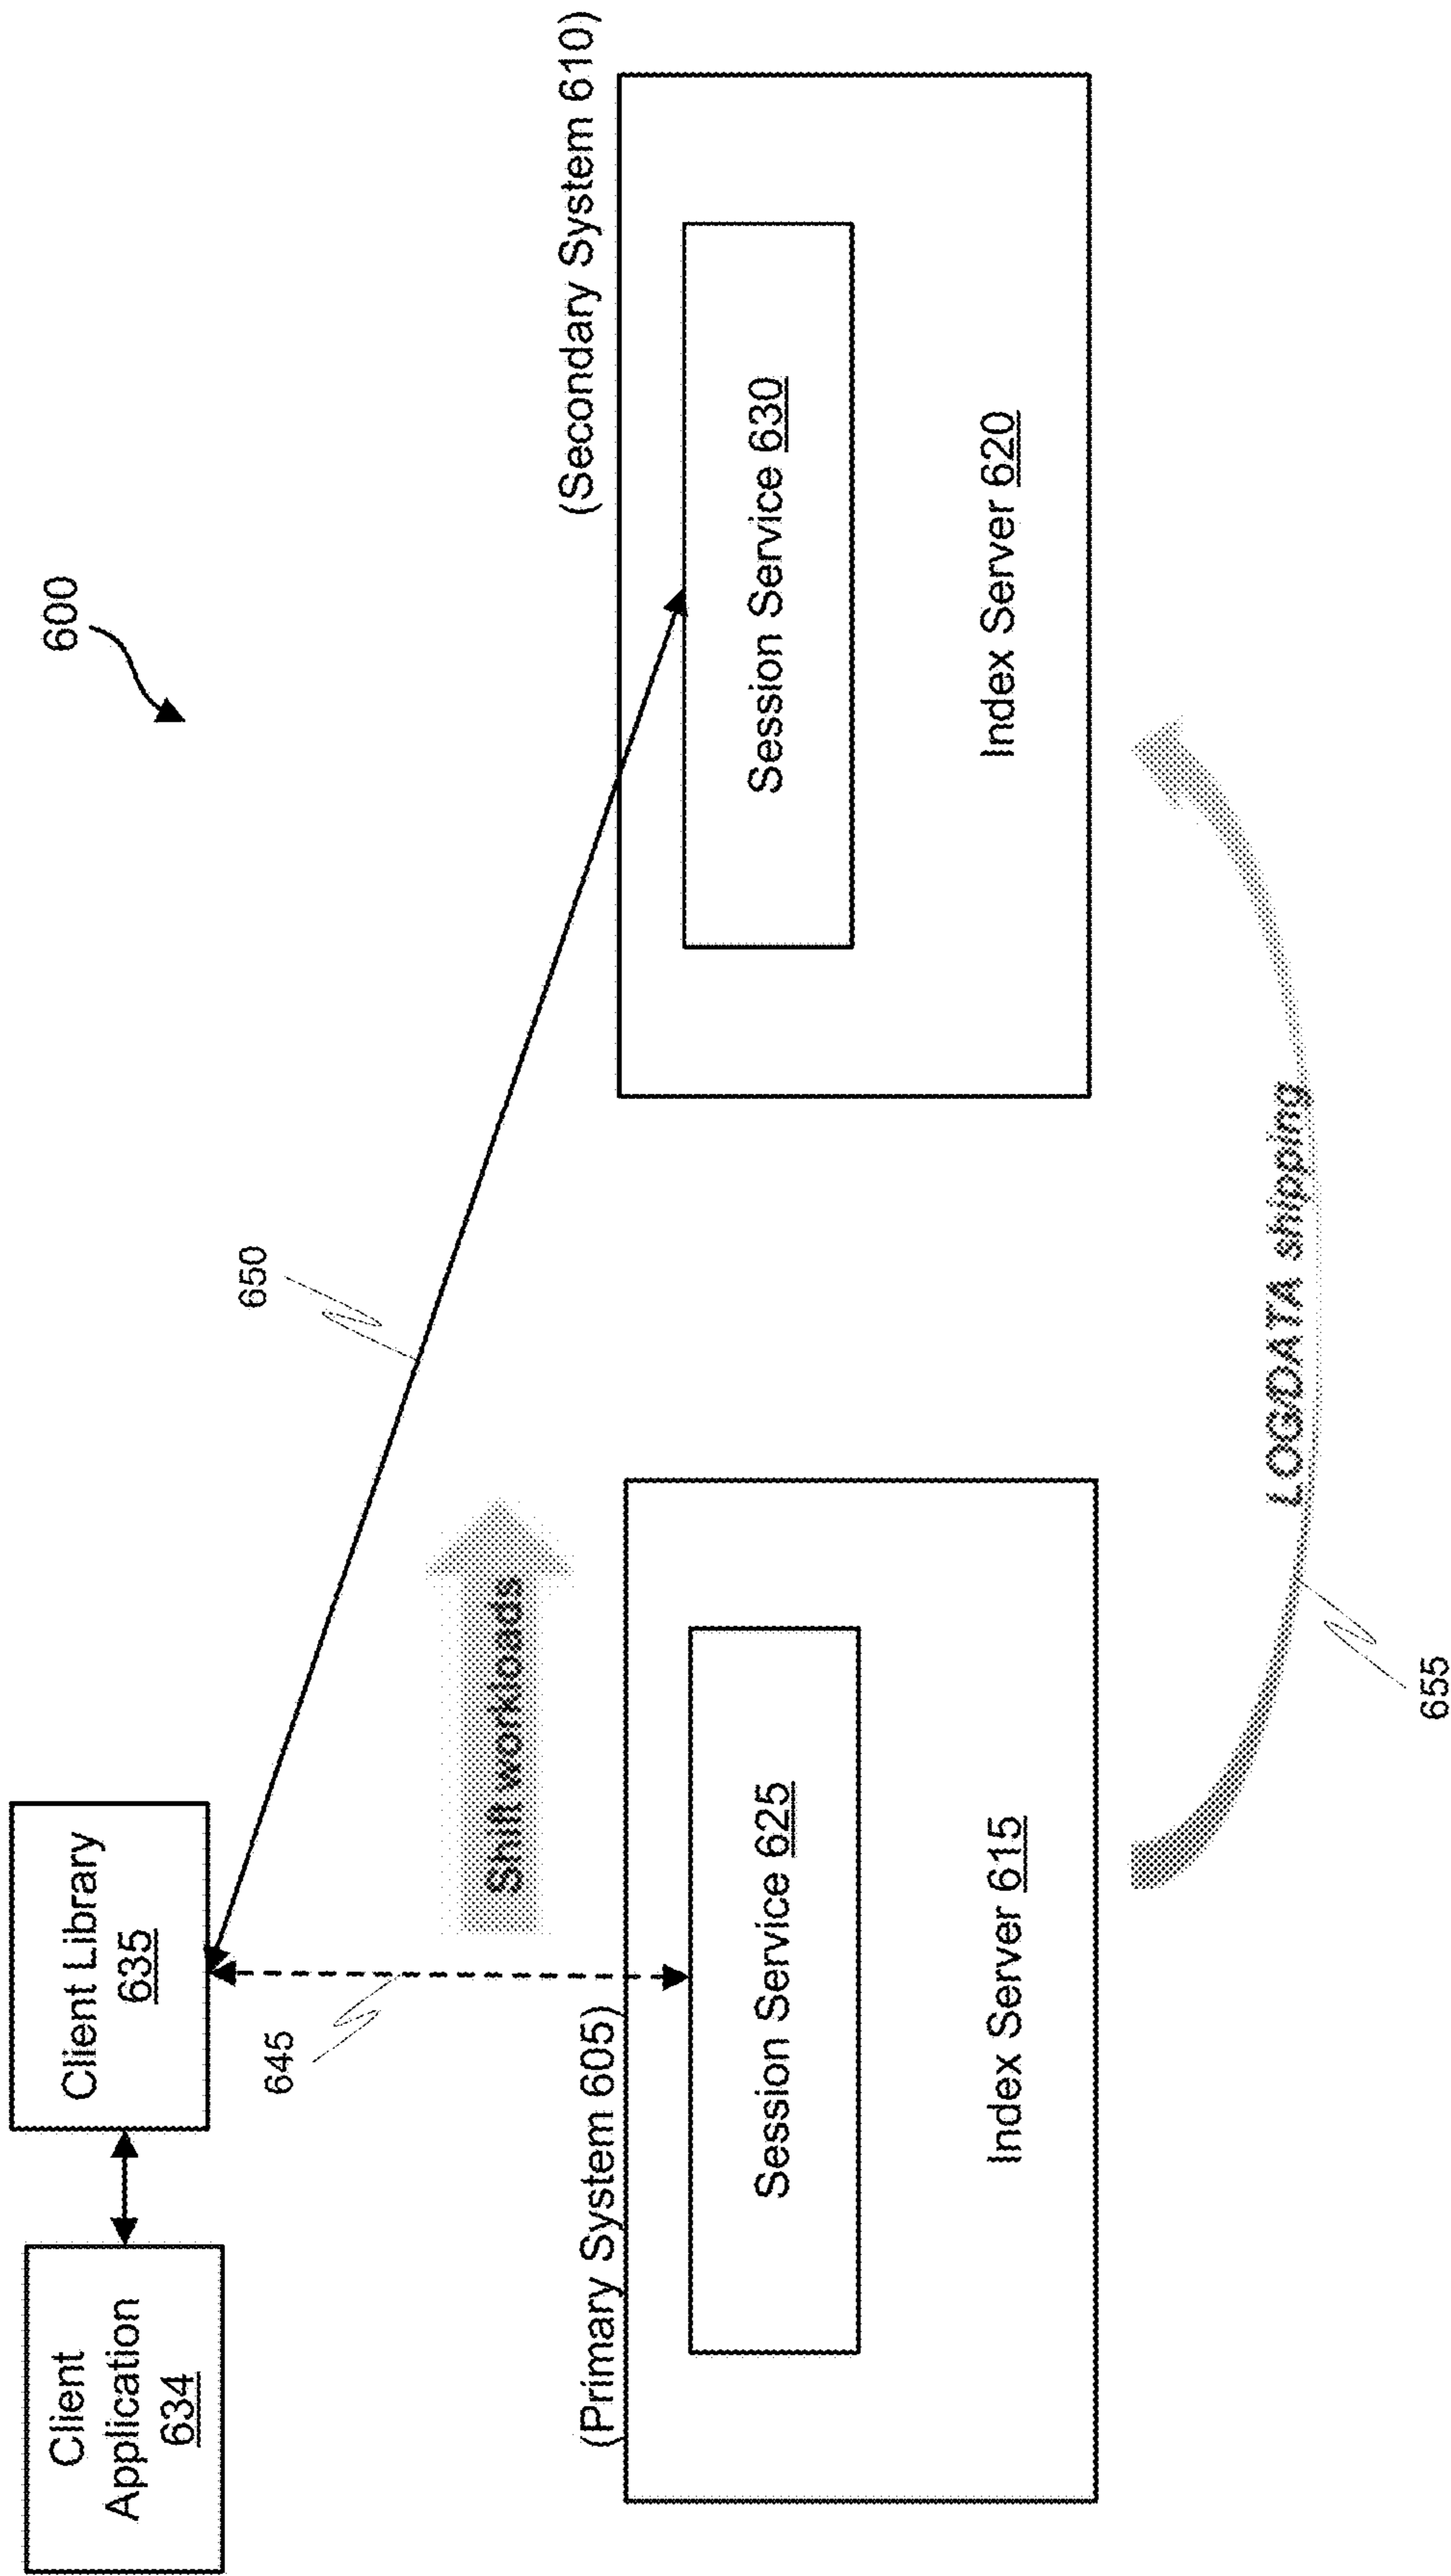 600
Client
Application
634
Client Library
635
645
650
Shift workloads
(Primary System 605)
Session Service 625
Index Server 615
(Secondary System 610)
Session Service 630
Index Server 620
LOG/DATA shipping
655